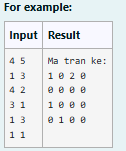 For example:
Input Result
4 5 Ma tran ke:
1 3 1 0 2 0
4 2 0 0 0 0
3 1 1 0 0 0
1 3 0 1 0 0
1 1